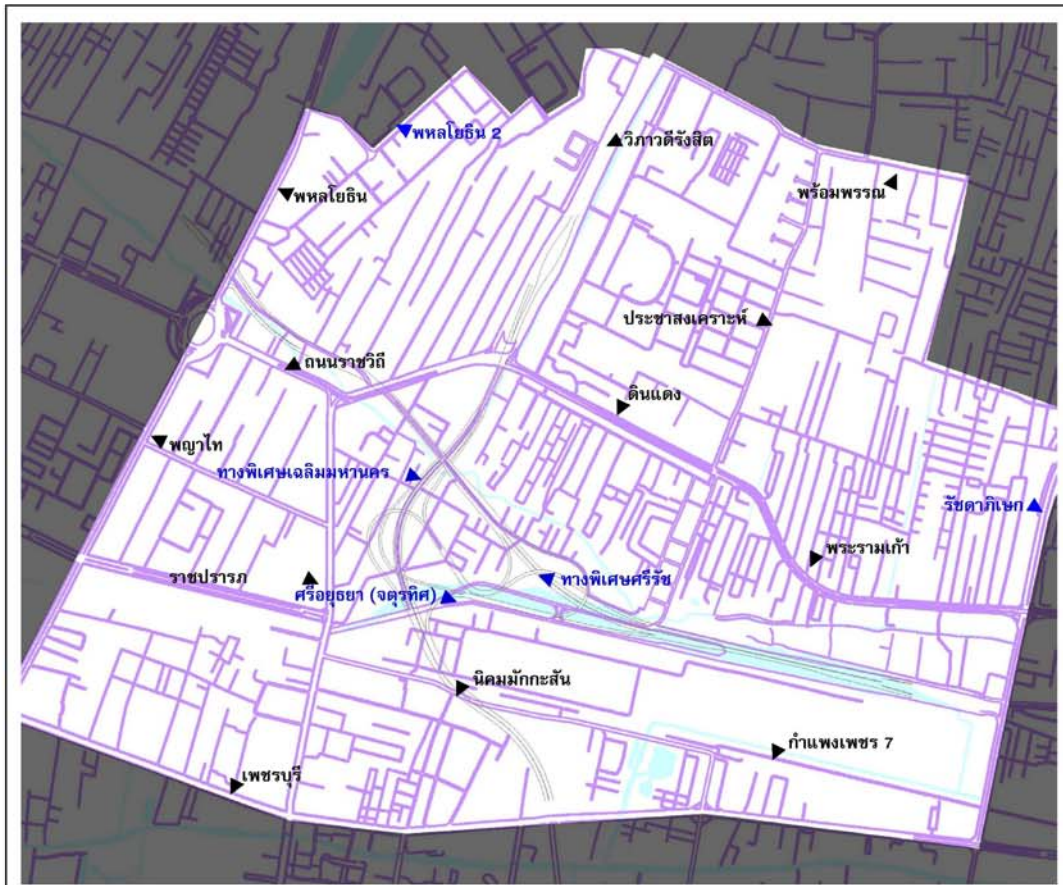 พหลโยธิน 2
วิภาวดีรังสิต
พร้อมพรรณ
พหลโยธิน
ประชาสงเคราะห์
ถนนราชวิถี
ดินแดง
พญาไท
ทางพิเศษเฉลิมมหานคร
รัชดาภิเษก
พระรามเก้า
ราชปรารภ
ทางพิเศษศรีรัช
ศรีอยุธยา (จตุรทิศ)
นิคมมักกะสัน
กำแพงเพชร 7
เพชรบุรี